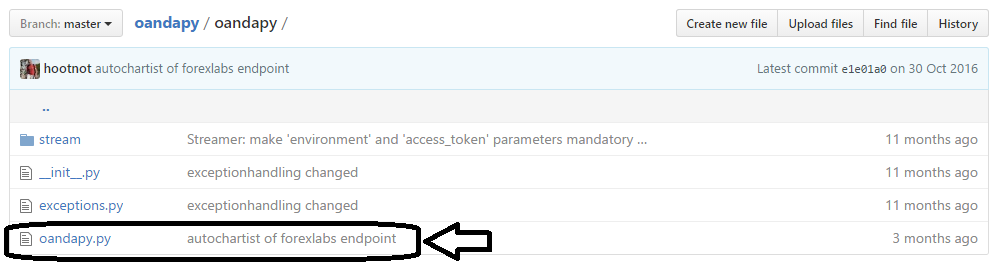 Branch: master oandapy / oandapy / Create new file Upload files Find file History
hootnot autochartist of forexlabs endpoint Latest commit e1e01a0 on 30 Oct 2016
..
stream Streamer: make 'environment' and 'access_token' parameters mandatory ... 11 months ago
__init__.py exceptionhandling changed 11 months ago
exceptions.py exceptionhandling changed 11 months ago
oandapy.py autochartist of forexlabs endpoint 3 months ago